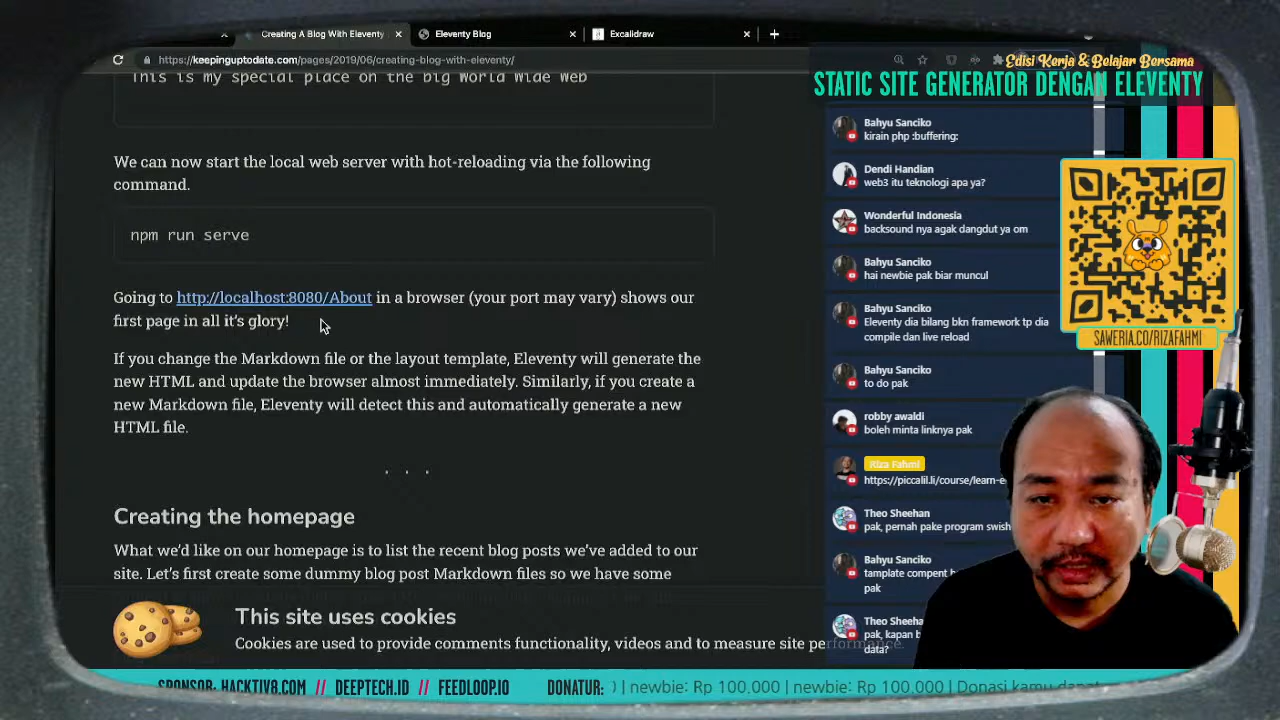 Creating A Blog With Eleventy
Eleventy Blog
Excalidraw
https://keepinguptodate.com/pages/2019/06/creating-blog-with-eleventy/
Edisi Kerja & Belajar Bersama
STATIC SITE GENERATOR DENGAN ELEVENTY
This is my special place on the big World Wide Web
We can now start the local web server with hot-reloading via the following
command.
npm run serve
Going to http://localhost:8080/About in a browser (your port may vary) shows our
first page in all it's glory!
If you change the Markdown file or the layout template, Eleventy will generate the
new HTML and update the browser almost immediately. Similarly, if you create a
new Markdown file, Eleventy will detect this and automatically generate a new
HTML file.
. . .
Creating the homepage
What we'd like on our homepage is to list the recent blog posts we've added to our
site. Let's first create some dummy blog post Markdown files so we have some
This site uses cookies
Cookies are used to provide comments functionality, videos and to measure site performance.
Bahyu Sanciko
kirain php :buffering:
Dendi Handian
web3 itu teknologi apa ya?
Wonderful Indonesia
backsound nya agak dangdut ya om
Bahyu Sanciko
hai newbie pak biar muncul
Bahyu Sanciko
Eleventy dia bilang bkn framework tp dia
compile dan live reload
Bahyu Sanciko
to do pak
robby awaldi
boleh minta linknya pak
Riza Fahmi
https://piccalil.li/course/learn-e
Theo Sheehan
pak, pernah pake program swish
Bahyu Sanciko
tamplate compent
pak
Theo Sheehan
pak, kapan
data?
SAWERIA.CO/RIZAFAHMI
SPONSOR: HACKTIV8.COM // DEEPTECH.ID // FEEDLOOP.IO
DONATUR: ) | newbie: Rp 100.000 | newbie: Rp 100.000 | Donasi kamu dapat